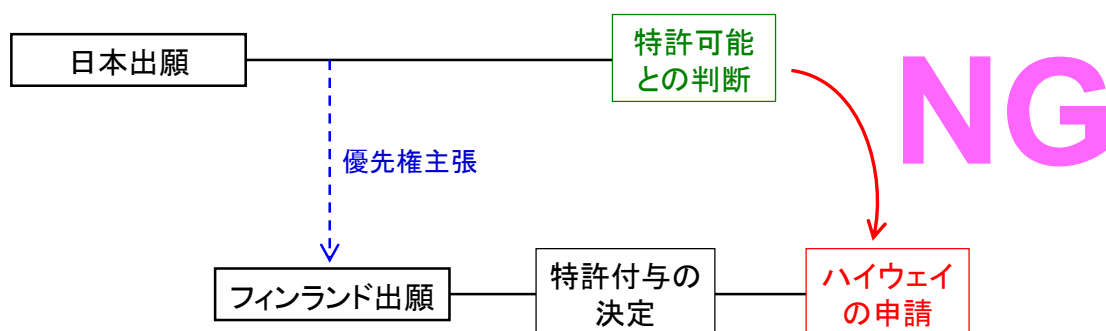 日本出願
特許可能
との判断
NG
優先権主張
フィンランド出願
特許付与の
決定
ハイウェイ
の申請